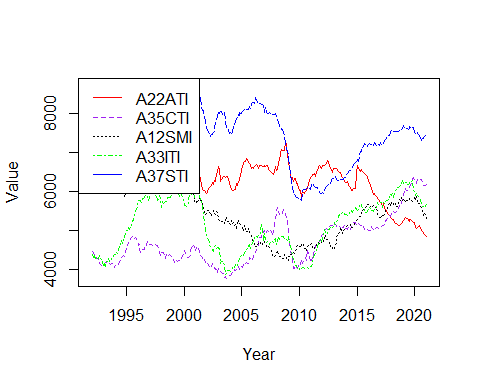 A22ATI
A35CTI
A12SMI
A33ITI
A37STI
Value
4000
6000
8000
1995
2000
2005
2010
2015
2020
Year